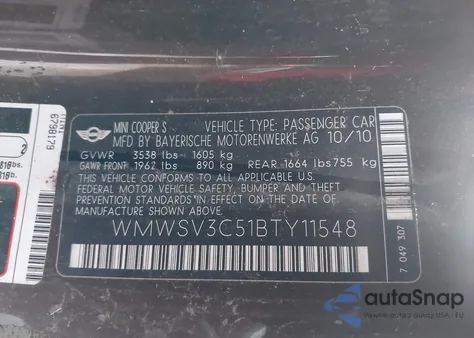 MINI COOPER S VEHICLE TYPE: PASSENGER CAR
MFD BY BAYERISCHE MOTORENWERKE AG 10/10
GVWR 3538 lbs 1605 kg
GAWR FRONT: 1962 lbs 890 kg REAR 1664 lbs 755 kg
THIS VEHICLE CONFORMS TO ALL APPLICABLE U.S.
FEDERAL MOTOR VEHICLE SAFETY, BUMPER AND THEFT
PREVENTION STANDARDS IN EFFECT ON THE DATE OF
MANUFACTURE SHOWN ABOVE.
WMWSV3C51BTY11548
7 049 307
6798179
2
autoSnap